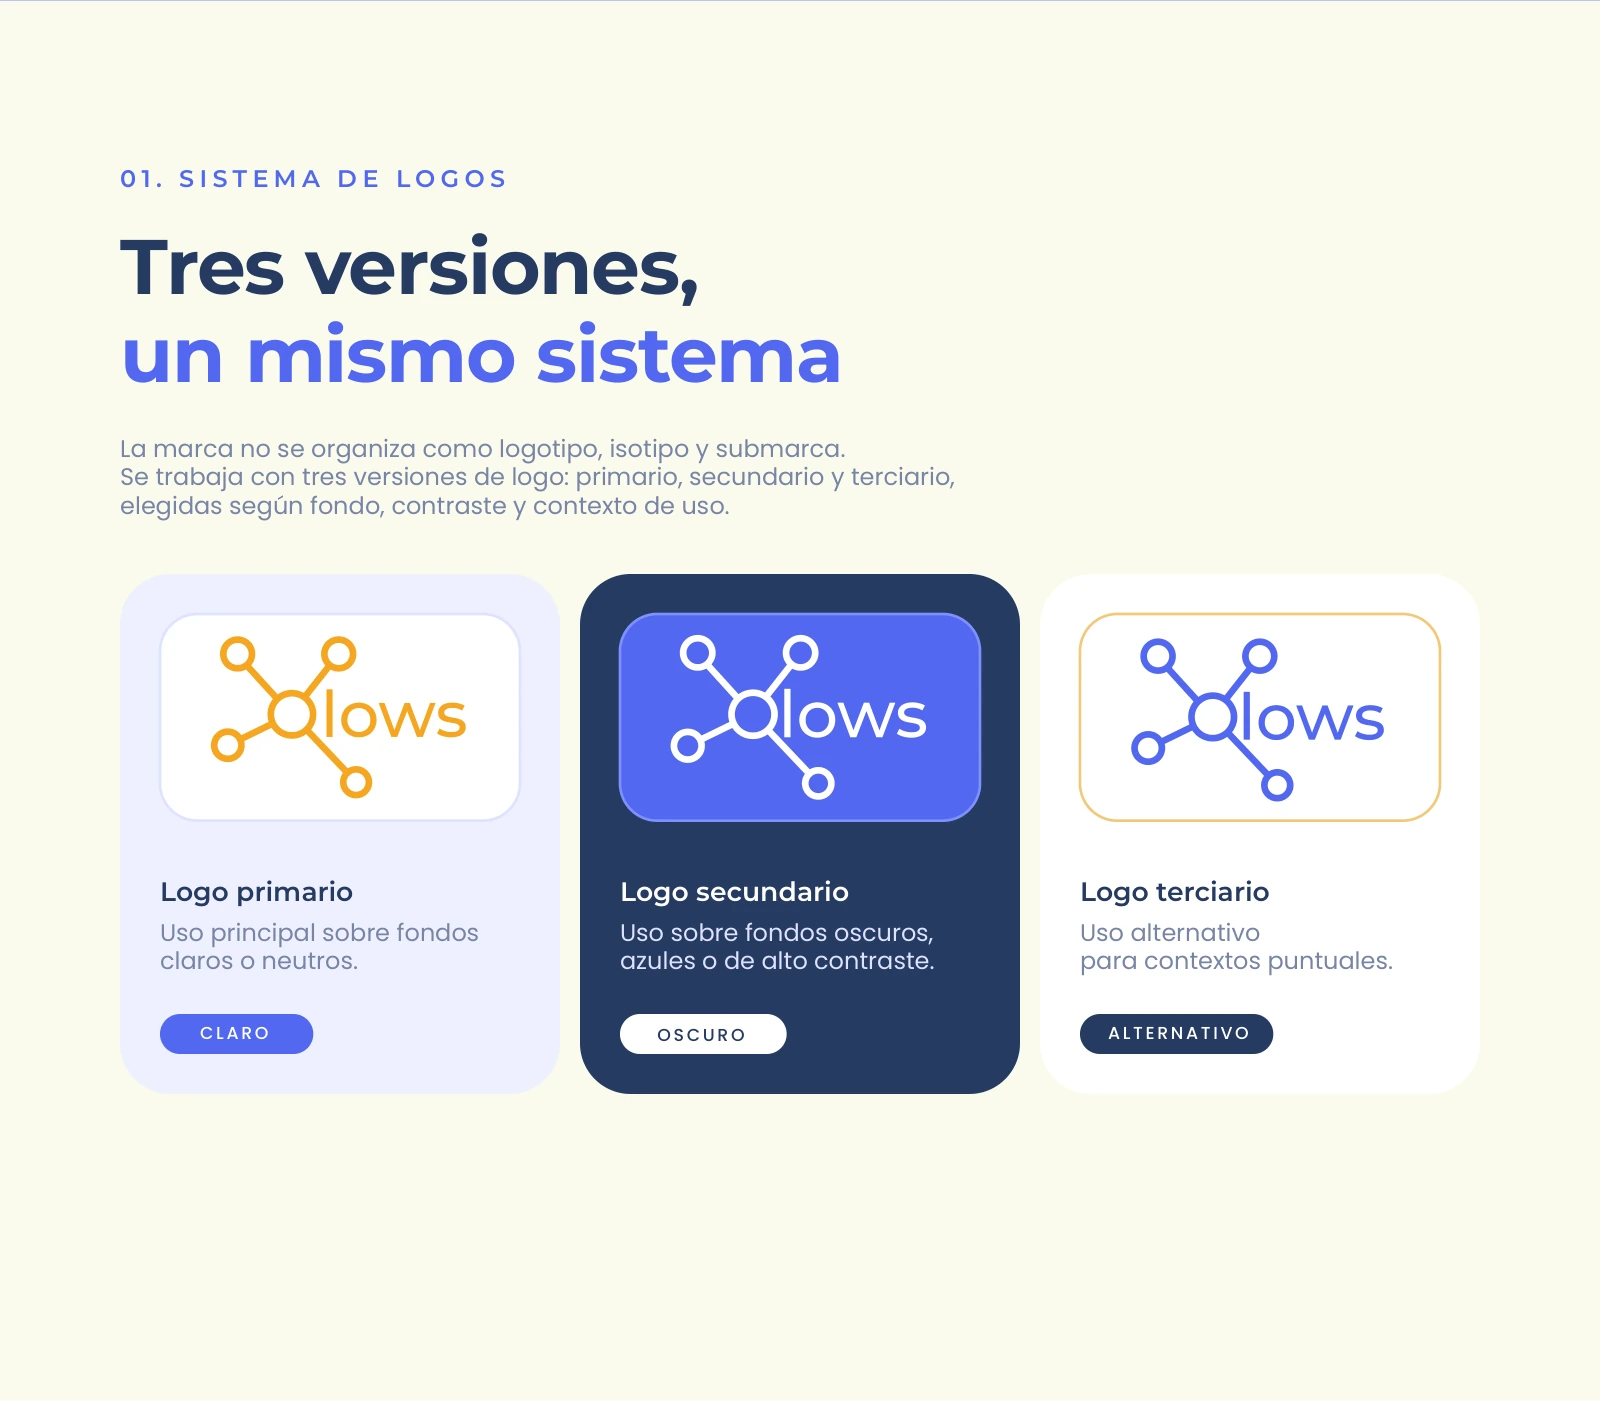 01. SISTEMA DE LOGOS
Tres versiones,
un mismo sistema
La marca no se organiza como logotipo, isotipo y submarca.
Se trabaja con tres versiones de logo: primario, secundario y terciario,
elegidas según fondo, contraste y contexto de uso.
lows
Logo primario
Uso principal sobre fondos
claros o neutros.
CLARO
lows
Logo secundario
Uso sobre fondos oscuros,
azules o de alto contraste.
OSCURO
lows
Logo terciario
Uso alternativo
para contextos puntuales.
ALTERNATIVO